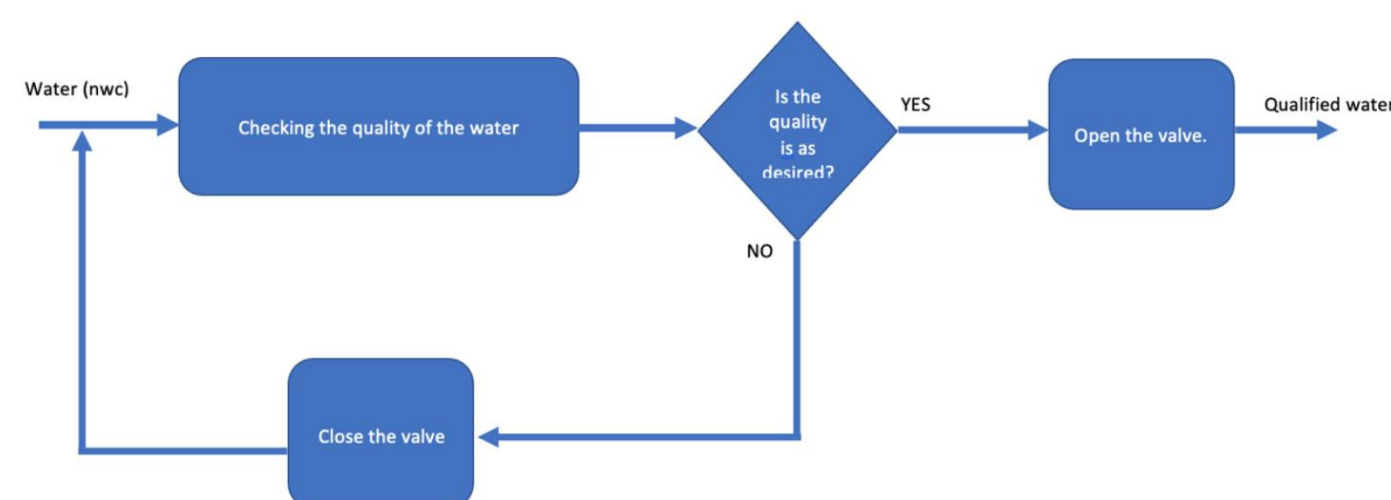 Water (nwc)
Checking the quality of the water
Is the
quality
is as
desired?
YES
Open the valve.
Qualified water
NO
Close the valve